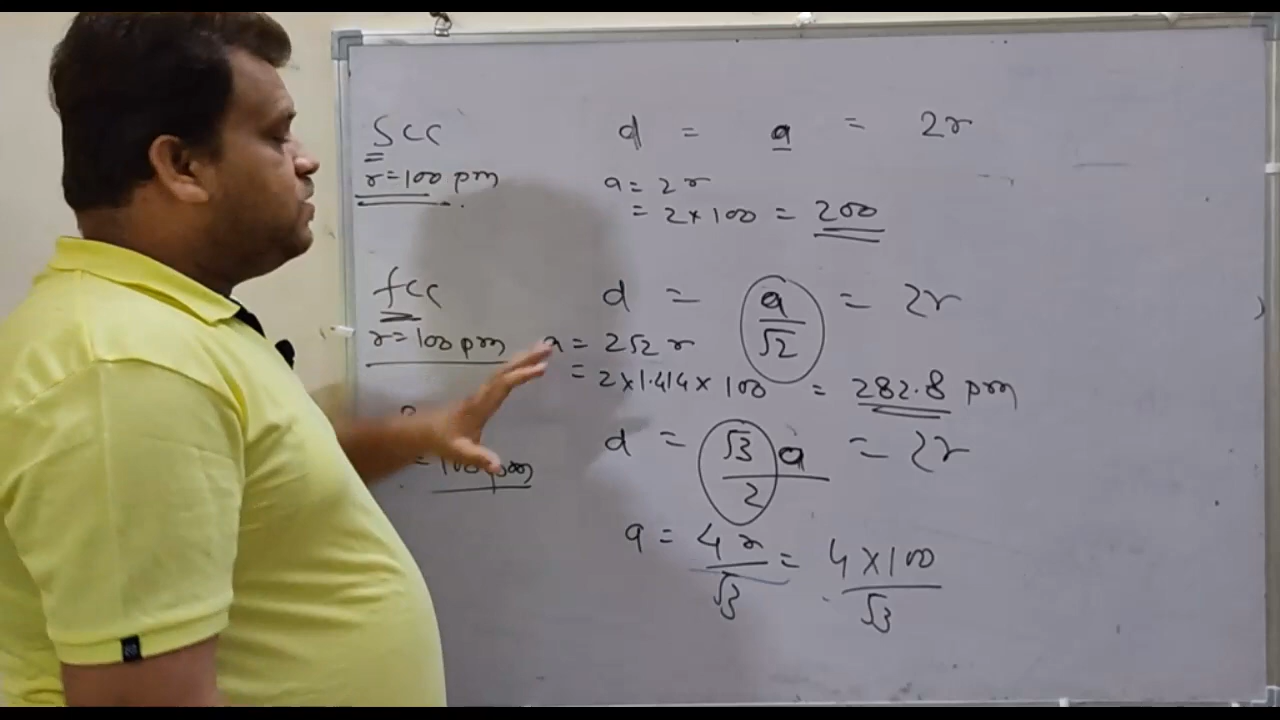 SCC d = a = 2r
r=100 pm a = 2r
= 2×100 = 200
fcc d = a/√2 = 2r
r=100 pm a = 2√2 r
= 2×1.414×100 = 282.8 pm
d = √3/2 a = 2r
= 100 pm
a = 4r/√3 = 4×100/√3